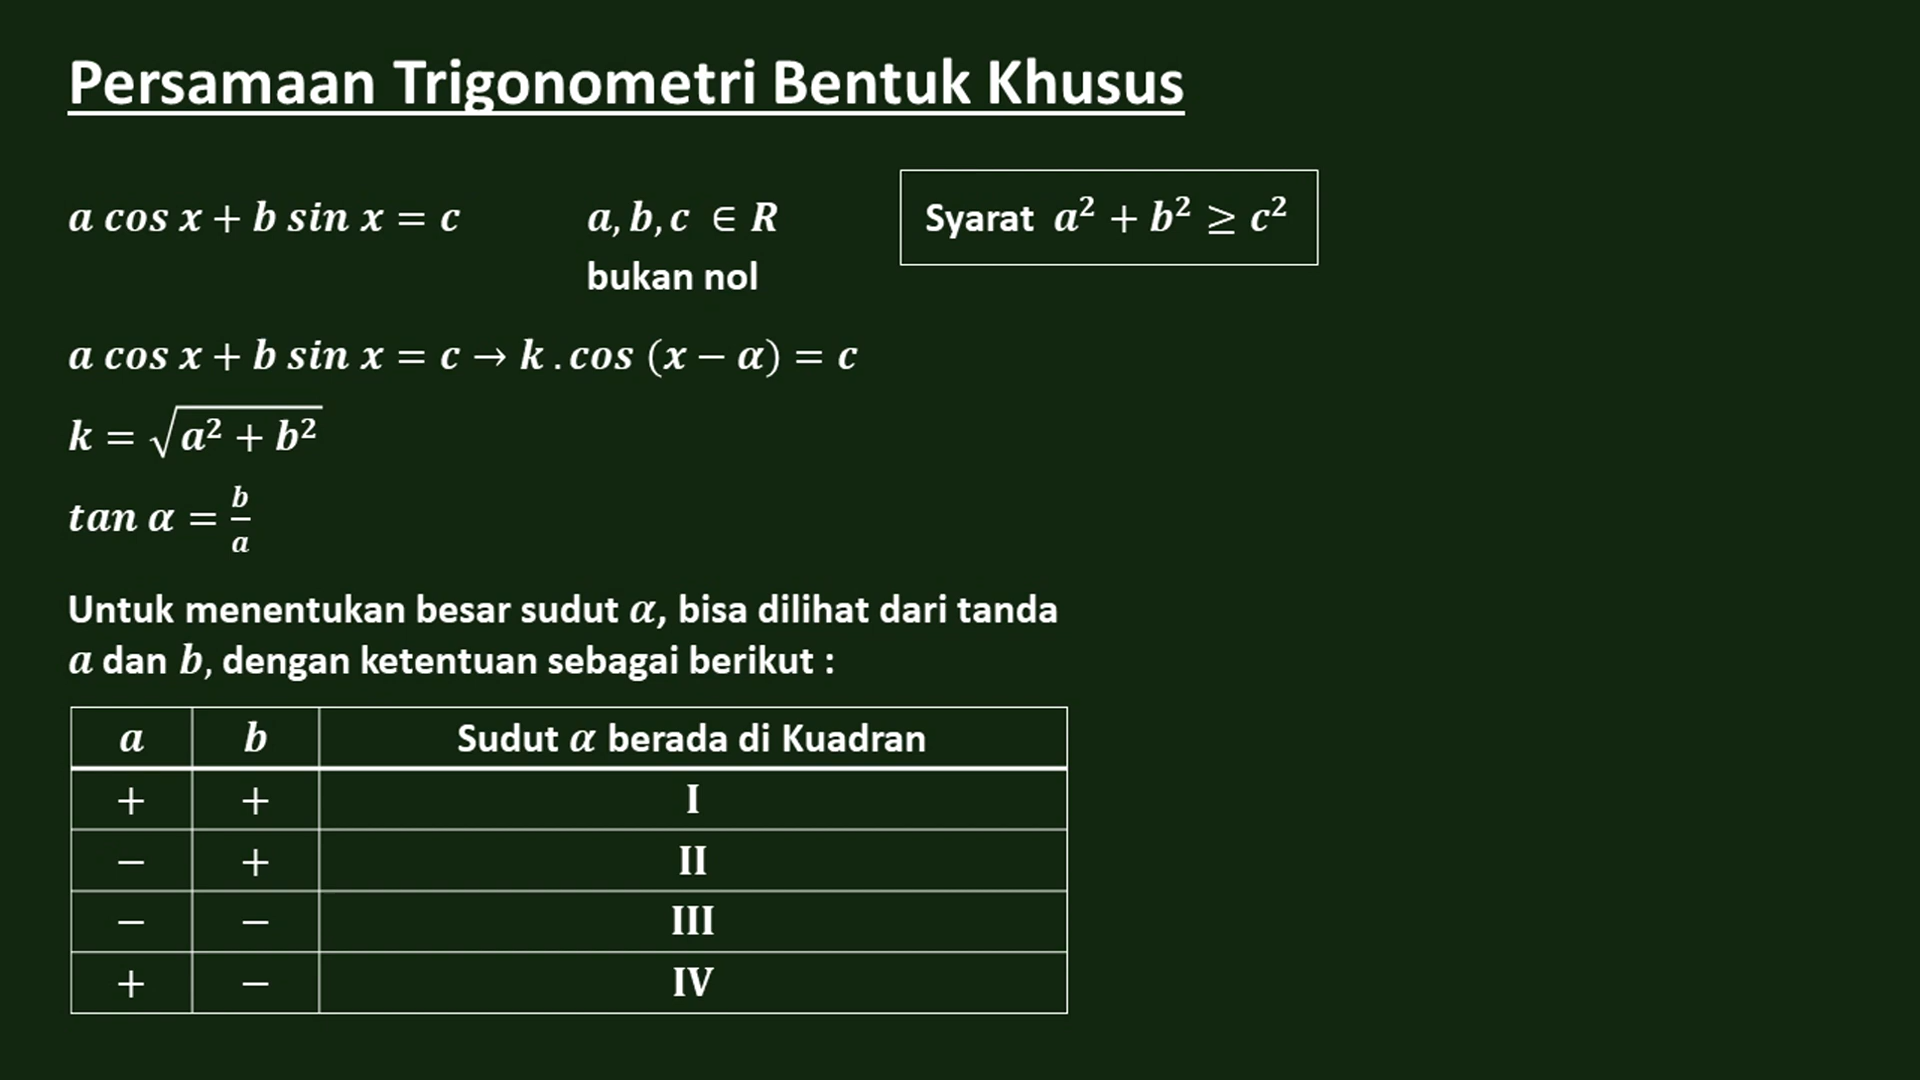 Persamaan Trigonometri Bentuk Khusus
a cos x + b sin x = c a, b, c ∈ R Syarat a² + b² ≥ c²
bukan nol
a cos x + b sin x = c → k . cos (x − α) = c
k = √(a² + b²)
tan α = b/a
Untuk menentukan besar sudut α, bisa dilihat dari tanda
a dan b, dengan ketentuan sebagai berikut :
a b Sudut α berada di Kuadran
+ + I
− + II
− − III
+ − IV